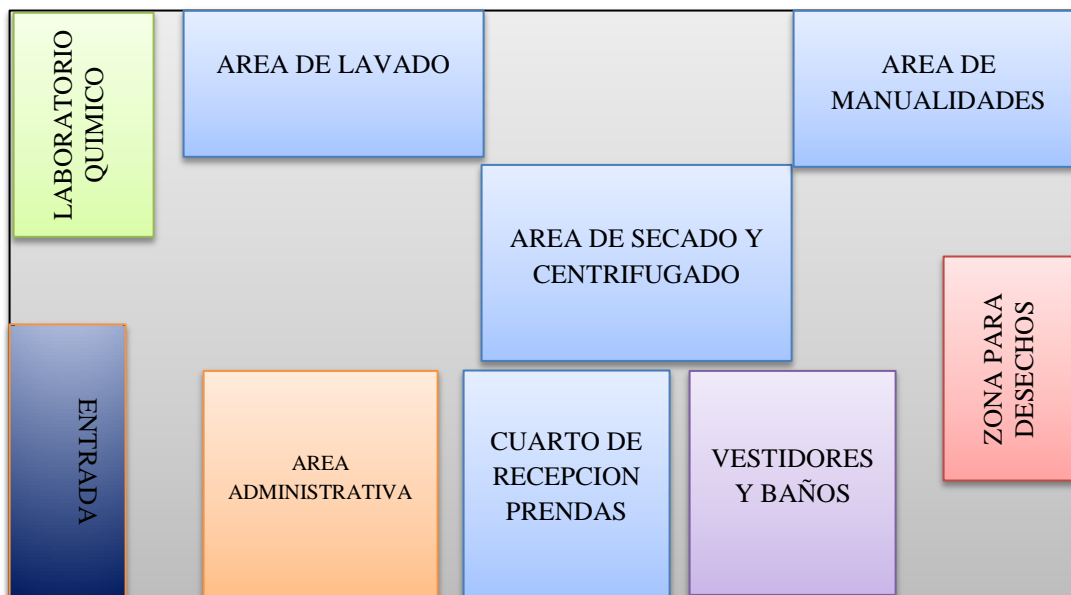 LABORATORIO
QUIMICO
AREA DE LAVADO
AREA DE
MANUALIDADES
AREA DE SECADO Y
CENTRIFUGADO
ZONA PARA
DESECHOS
ENTRADA
AREA
ADMINISTRATIVA
CUARTO DE
RECEPCION
PRENDAS
VESTIDORES
Y BAÑOS